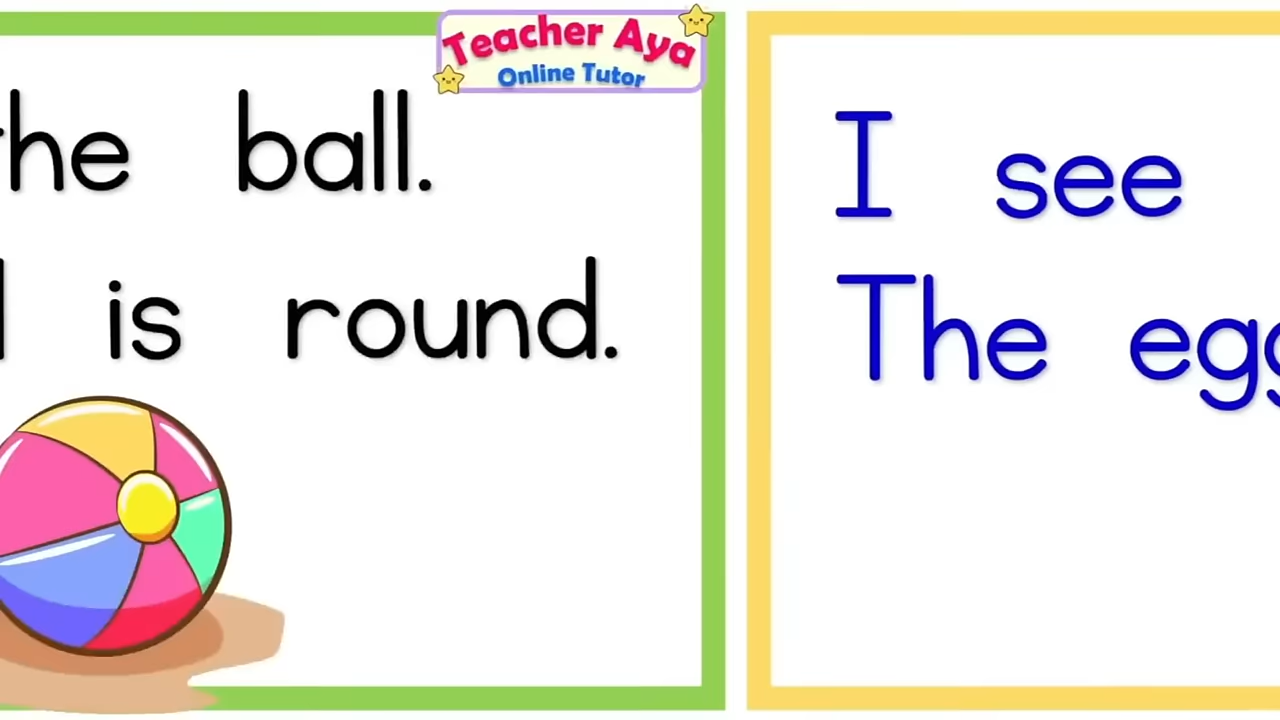 Teacher Aya
Online Tutor
the ball.
is round.
I see
The